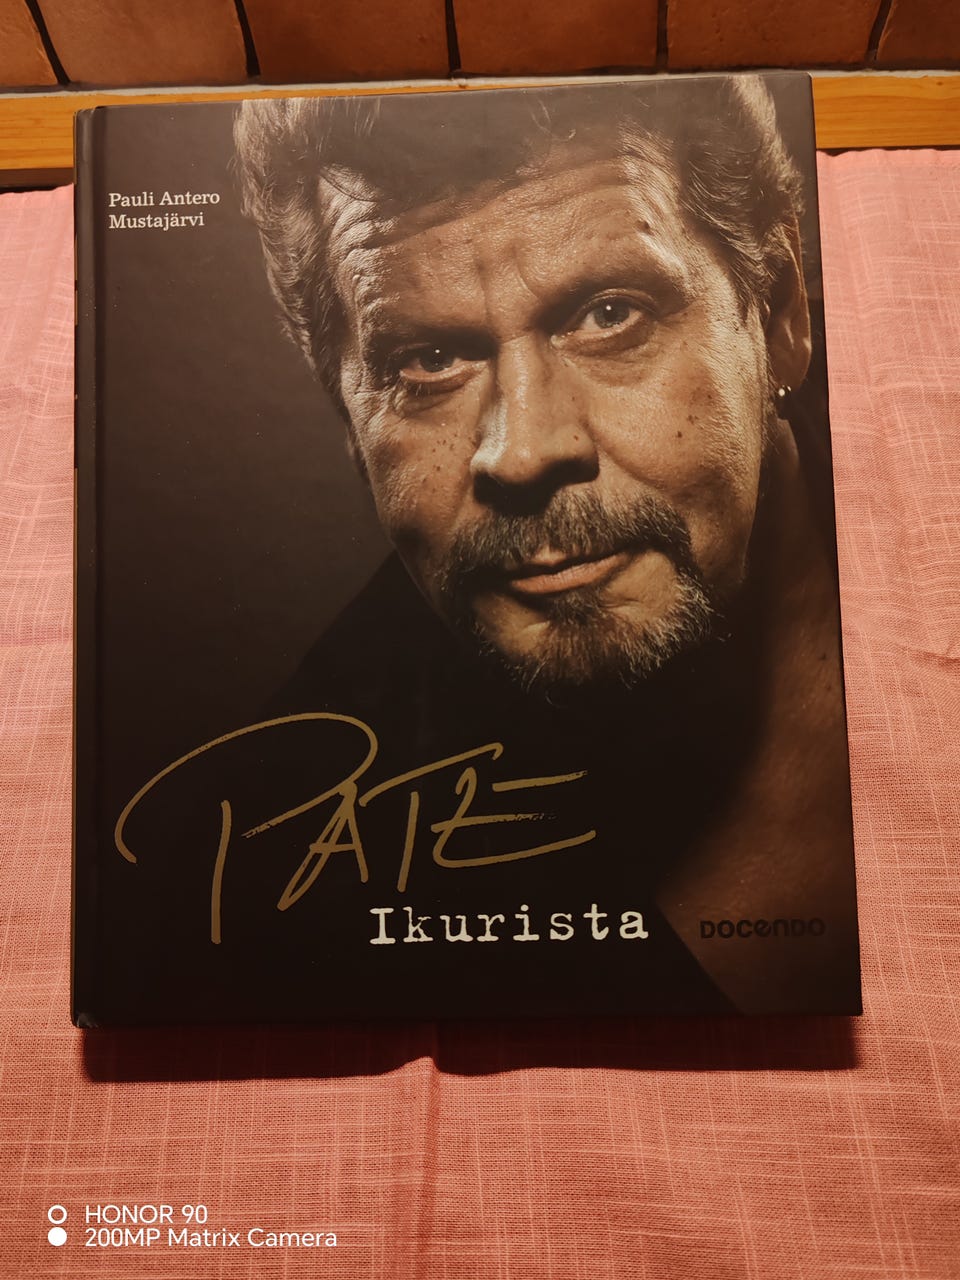 Pauli Antero
Mustajärvi
PATE
Ikurista
DOCENDO
HONOR 90
200MP Matrix Camera